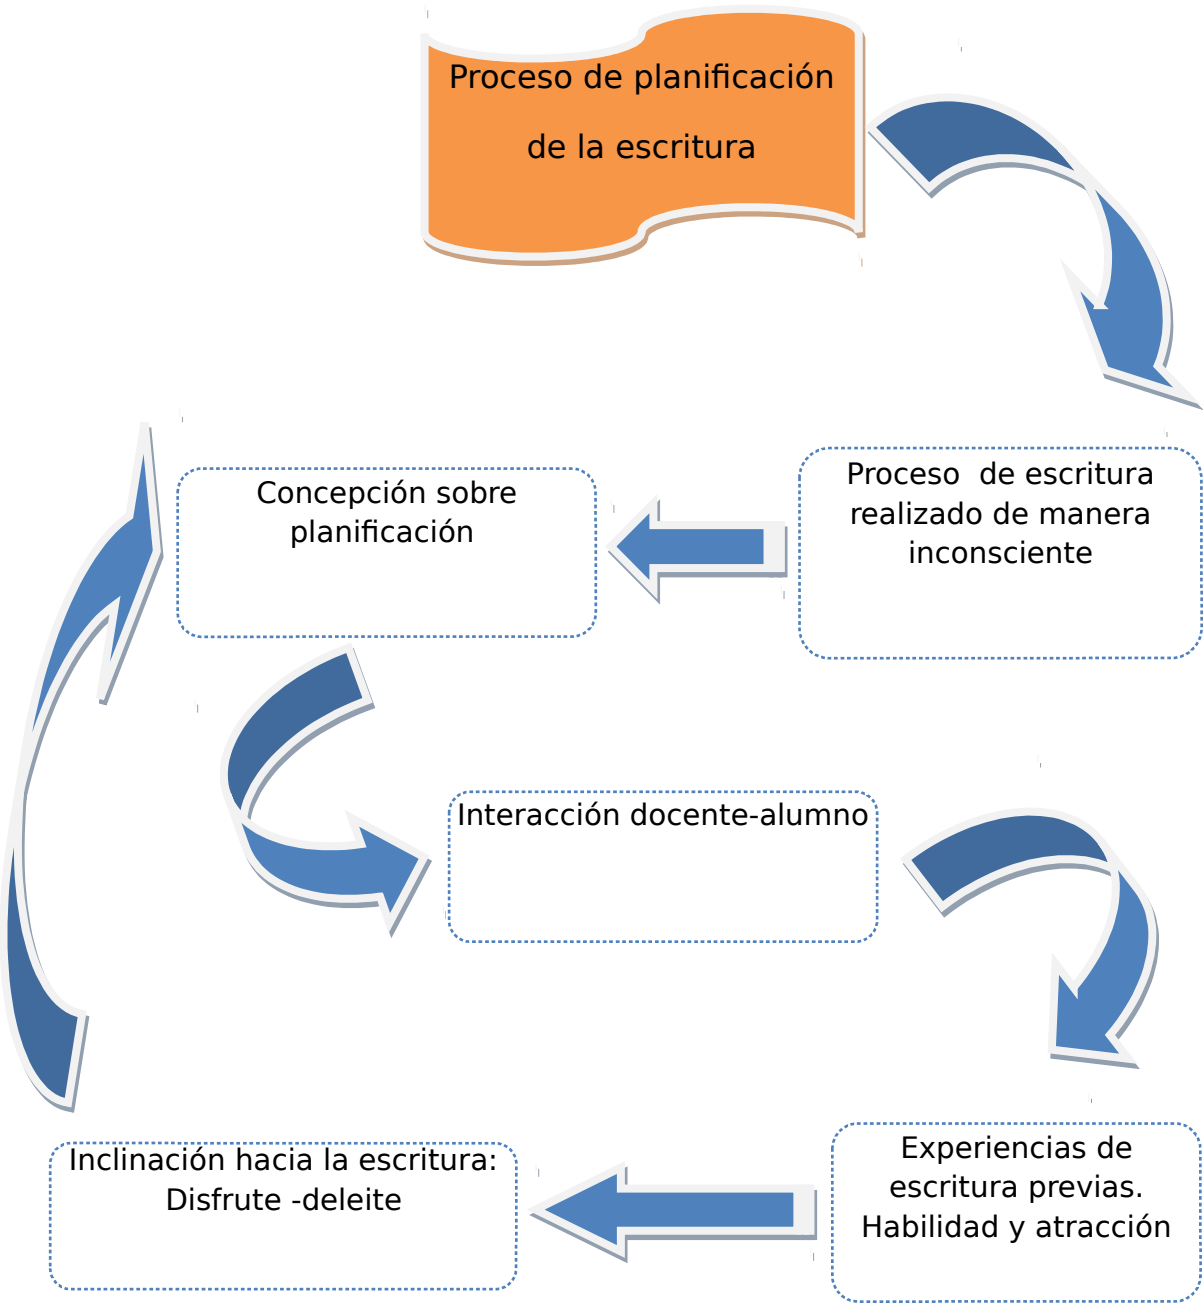 Proceso de planificación
de la escritura
Concepción sobre
planificación
Proceso  de escritura
realizado de manera
inconsciente
Interacción docente-alumno
Inclinación hacia la escritura:
Disfrute -deleite
Experiencias de
escritura previas.
Habilidad y atracción